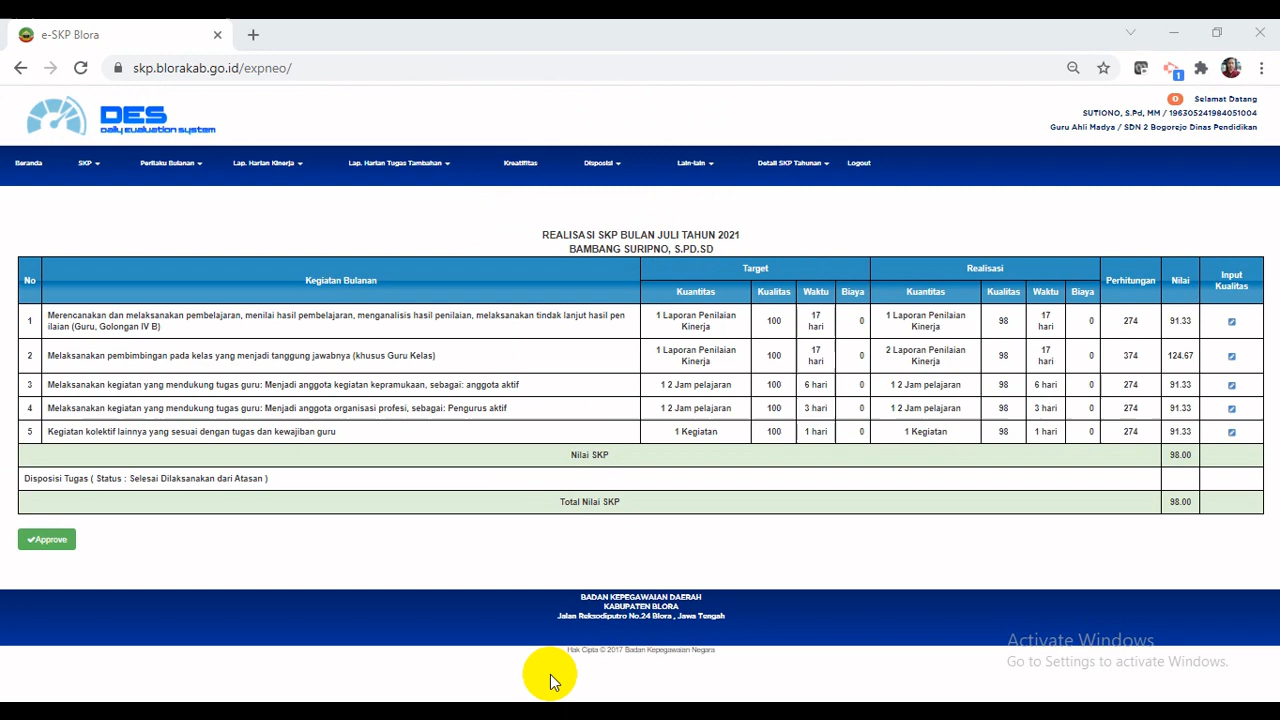 e-SKP Blora
skp.blorakab.go.id/expneo/
1
DES
daily evaluation system
0 Selamat Datang
SUTIONO, S.Pd, MM / 196305241984051004
Guru Ahli Madya / SDN 2 Bogorejo Dinas Pendidikan
Beranda SKP Perilaku Bulanan Lap. Harian Kinerja Lap. Harian Tugas Tambahan Kreatifitas Disposisi Lain-lain Detail SKP Tahunan Logout
REALISASI SKP BULAN JULI TAHUN 2021
BAMBANG SURIPNO, S.PD.SD
No Kegiatan Bulanan Target Realisasi Perhitungan Nilai Input Kualitas
Kuantitas Kualitas Waktu Biaya Kuantitas Kualitas Waktu Biaya
1 Merencanakan dan melaksanakan pembelajaran, menilai hasil pembelajaran, menganalisis hasil penilaian, melaksanakan tindak lanjut hasil pen
ilaian (Guru, Golongan IV B) 1 Laporan Penilaian Kinerja 100 17 hari 0 1 Laporan Penilaian Kinerja 98 17 hari 0 274 91.33
2 Melaksanakan pembimbingan pada kelas yang menjadi tanggung jawabnya (khusus Guru Kelas) 1 Laporan Penilaian Kinerja 100 17 hari 0 2 Laporan Penilaian Kinerja 98 17 hari 0 374 124.67
3 Melaksanakan kegiatan yang mendukung tugas guru: Menjadi anggota kegiatan kepramukaan, sebagai: anggota aktif 1 2 Jam pelajaran 100 6 hari 0 1 2 Jam pelajaran 98 6 hari 0 274 91.33
4 Melaksanakan kegiatan yang mendukung tugas guru: Menjadi anggota organisasi profesi, sebagai: Pengurus aktif 1 2 Jam pelajaran 100 3 hari 0 1 2 Jam pelajaran 98 3 hari 0 274 91.33
5 Kegiatan kolektif lainnya yang sesuai dengan tugas dan kewajiban guru 1 Kegiatan 100 1 hari 0 1 Kegiatan 98 1 hari 0 274 91.33
Nilai SKP 98.00
Disposisi Tugas ( Status : Selesai Dilaksanakan dari Atasan )
Total Nilai SKP 98.00
Approve
BADAN KEPEGAWAIAN DAERAH
KABUPATEN BLORA
Jalan Reksodiputro No.24 Blora , Jawa Tengah
Hak Cipta © 2017 Badan Kepegawaian Negara
Activate Windows
Go to Settings to activate Windows.